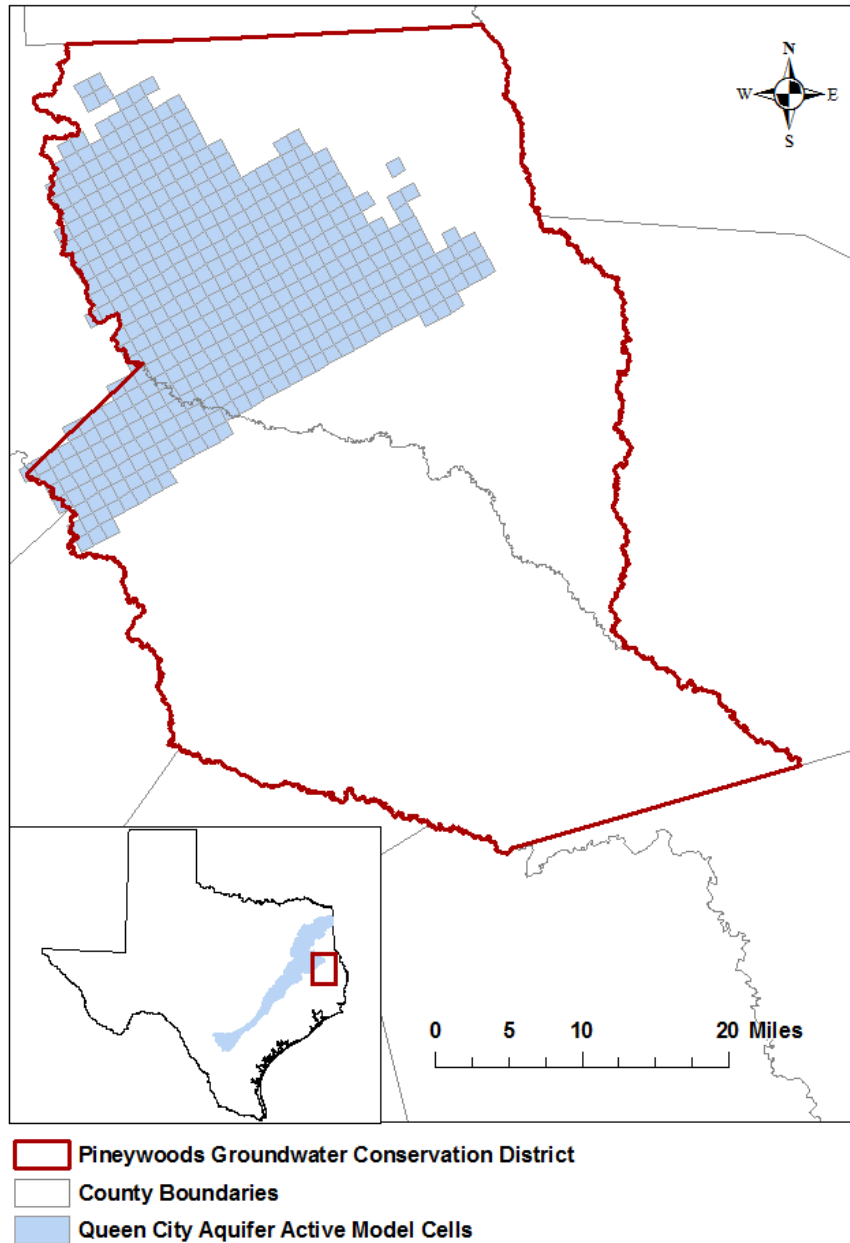 N
W E
S
0 5 10 20 Miles
Pineywoods Groundwater Conservation District
County Boundaries
Queen City Aquifer Active Model Cells